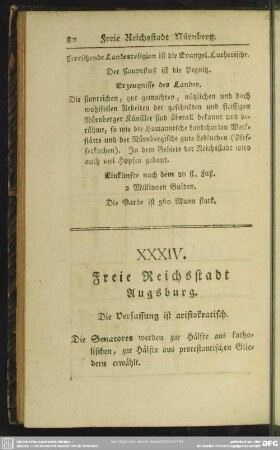 80 Freie Reichsstadt Nürnberg.
Herrschende Landesreligion ist die Evangel. Lutherische.
Der Hauptfluß ist die Pegnitz.
Erzeugnisse des Landes.
Die sinnreichen, gut gemachten, nützlichen und doch
wohlfeilen Arbeiten der geschickten und fleissigen
Nürnberger Künstler sind überall bekannt und be-
rühmt, so wie die Homannische Landcharten Werk-
stätte und der Nürnbergische gute Lebkuchen (Pfef-
ferkuchen). In dem Gebiete der Reichsstadt wird
auch viel Hopfen gebaut.
Einkünfte nach dem 20 fl. Fuß.
2 Millionen Gulden.
Die Garde ist 360 Mann stark.
XXXIV.
Freie Reichsstadt
Augsburg.
Die Verfassung ist aristokratisch.
Die Senatores werden zur Hälfte aus katho-
lischen, zur Hälfte aus protestantischen Glie-
dern erwählt.